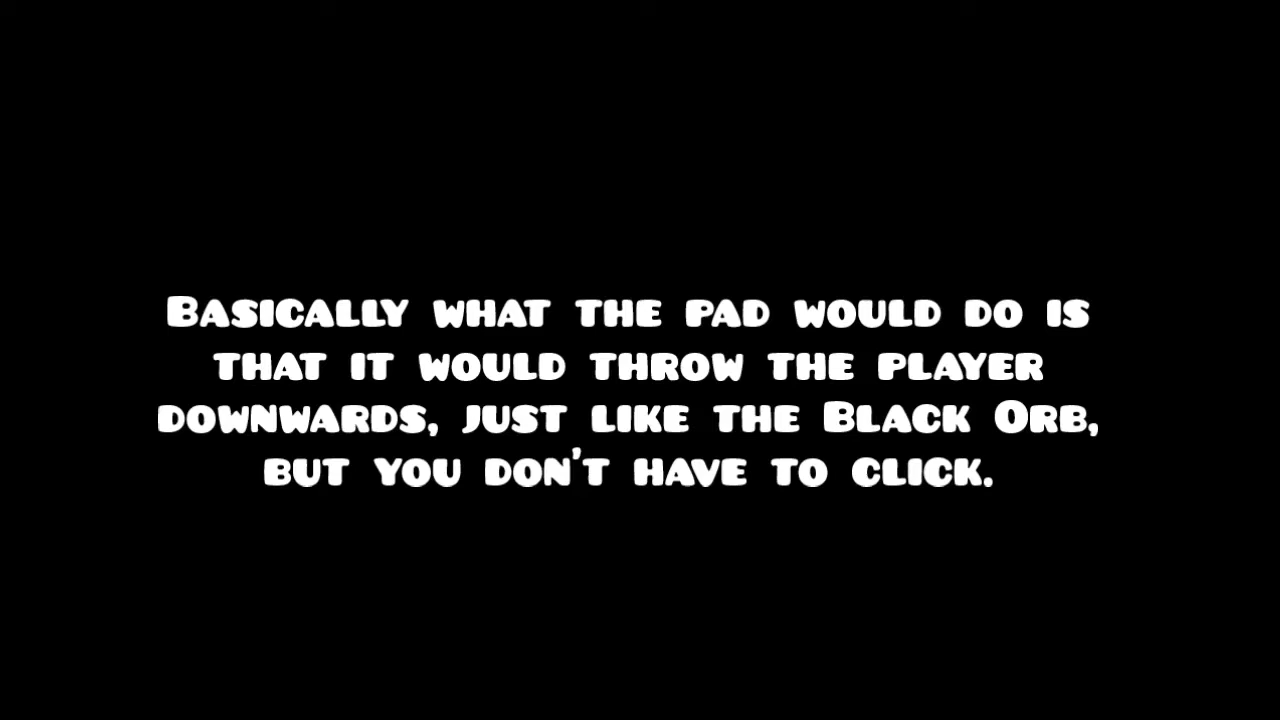 Basically what the pad would do is
that it would throw the player
downwards, just like the Black Orb,
but you don't have to click.